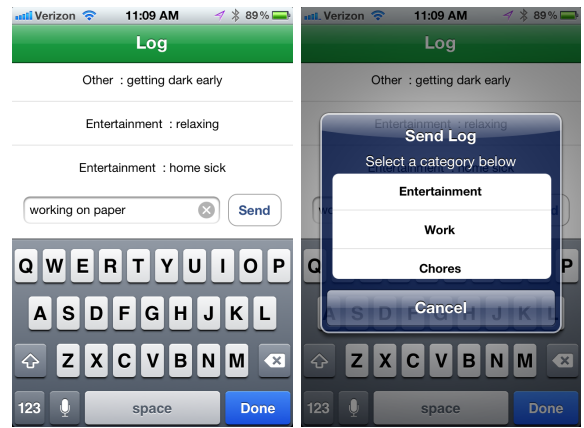 Verizon 11:09 AM 89%
Log
Other : getting dark early
Entertainment : relaxing
Entertainment : home sick
working on paper Send
Q W E R T Y U I O P
A S D F G H J K L
Z X C V B N M
123 space Done
Verizon 11:09 AM 89%
Log
Other : getting dark early
Entertainment : relaxing
Send Log
Select a category below
Entertainment
Work
Chores
Cancel
Q P
A S D F G H J K L
Z X C V B N M
123 space Done